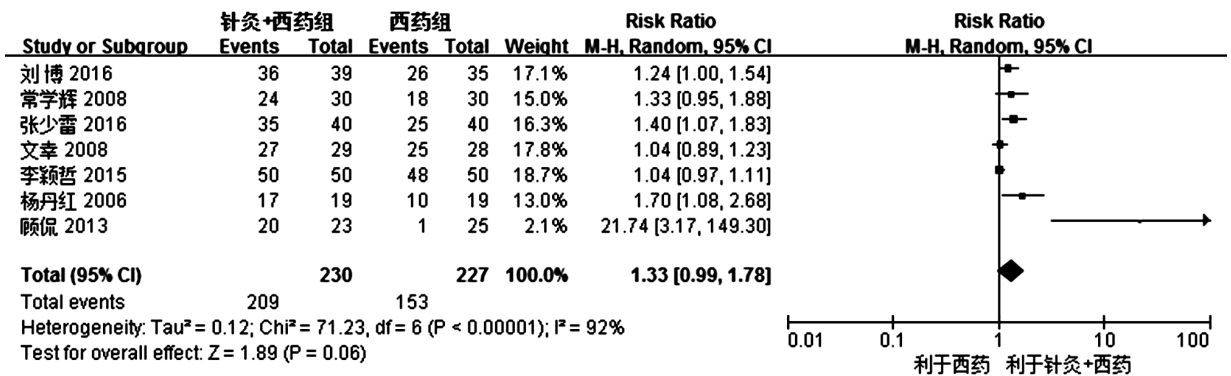 针灸+西药组 西药组 Risk Ratio Risk Ratio
Study or Subgroup Events Total Events Total Weight M-H, Random, 95% CI M-H, Random, 95% CI
刘博 2016 36 39 26 35 17.1% 1.24 [1.00, 1.54]
常学辉 2008 24 30 18 30 15.0% 1.33 [0.95, 1.88]
张少雷 2016 35 40 25 40 16.3% 1.40 [1.07, 1.83]
文幸 2008 27 29 25 28 17.8% 1.04 [0.89, 1.23]
李颖哲 2015 50 50 48 50 18.7% 1.04 [0.97, 1.11]
杨丹红 2006 17 19 10 19 13.0% 1.70 [1.08, 2.68]
顾侃 2013 20 23 1 25 2.1% 21.74 [3.17, 149.30]
Total (95% CI) 230 227 100.0% 1.33 [0.99, 1.78]
Total events 209 153
Heterogeneity: Tau² = 0.12; Chi² = 71.23, df = 6 (P < 0.00001); I² = 92%
Test for overall effect: Z = 1.89 (P = 0.06)
0.01 0.1 1 10 100
利于西药 利于针灸+西药